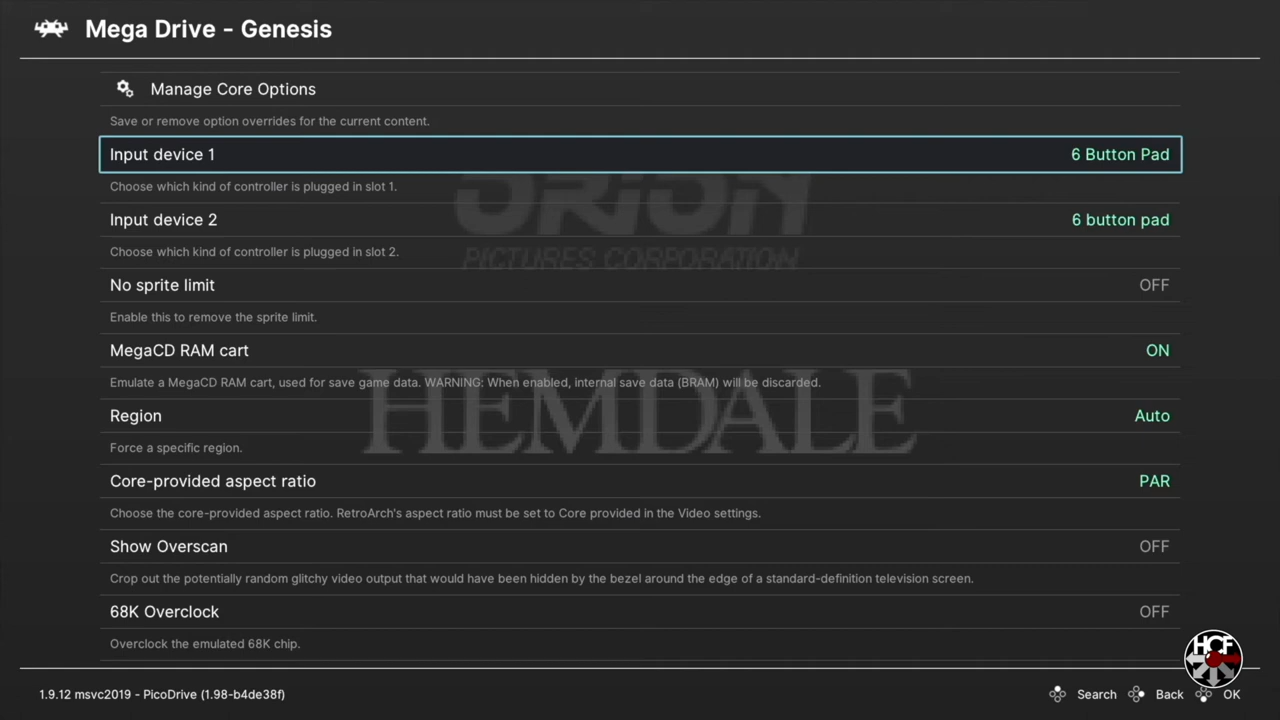 Mega Drive - Genesis
Manage Core Options
Save or remove option overrides for the current content.
Input device 1 6 Button Pad
Choose which kind of controller is plugged in slot 1.
ORION
PICTURES CORPORATION
Input device 2 6 button pad
Choose which kind of controller is plugged in slot 2.
No sprite limit OFF
Enable this to remove the sprite limit.
MegaCD RAM cart ON
Emulate a MegaCD RAM cart, used for save game data. WARNING: When enabled, internal save data (BRAM) will be discarded.
HEMDALE
Region Auto
Force a specific region.
Core-provided aspect ratio PAR
Choose the core-provided aspect ratio. RetroArch's aspect ratio must be set to Core provided in the Video settings.
Show Overscan OFF
Crop out the potentially random glitchy video output that would have been hidden by the bezel around the edge of a standard-definition television screen.
68K Overclock OFF
Overclock the emulated 68K chip.
HCF
1.9.12 msvc2019 - PicoDrive (1.98-b4de38f) Search Back OK